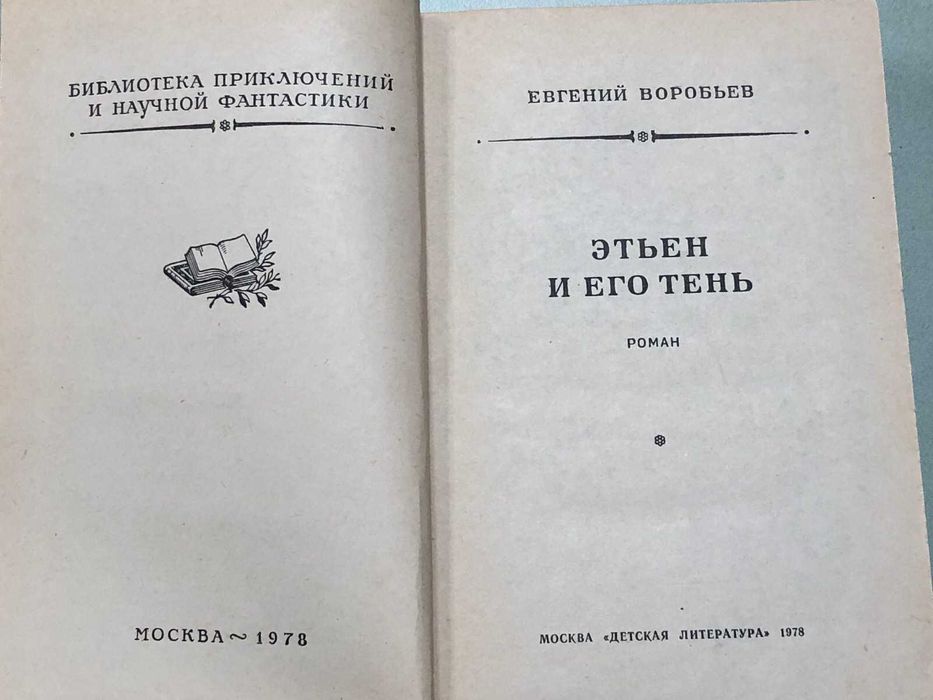 БИБЛИОТЕКА ПРИКЛЮЧЕНИЙ
И НАУЧНОЙ ФАНТАСТИКИ
МОСКВА ~ 1978
ЕВГЕНИЙ ВОРОБЬЕВ
ЭТЬЕН
И ЕГО ТЕНЬ
РОМАН
МОСКВА «ДЕТСКАЯ ЛИТЕРАТУРА» 1978